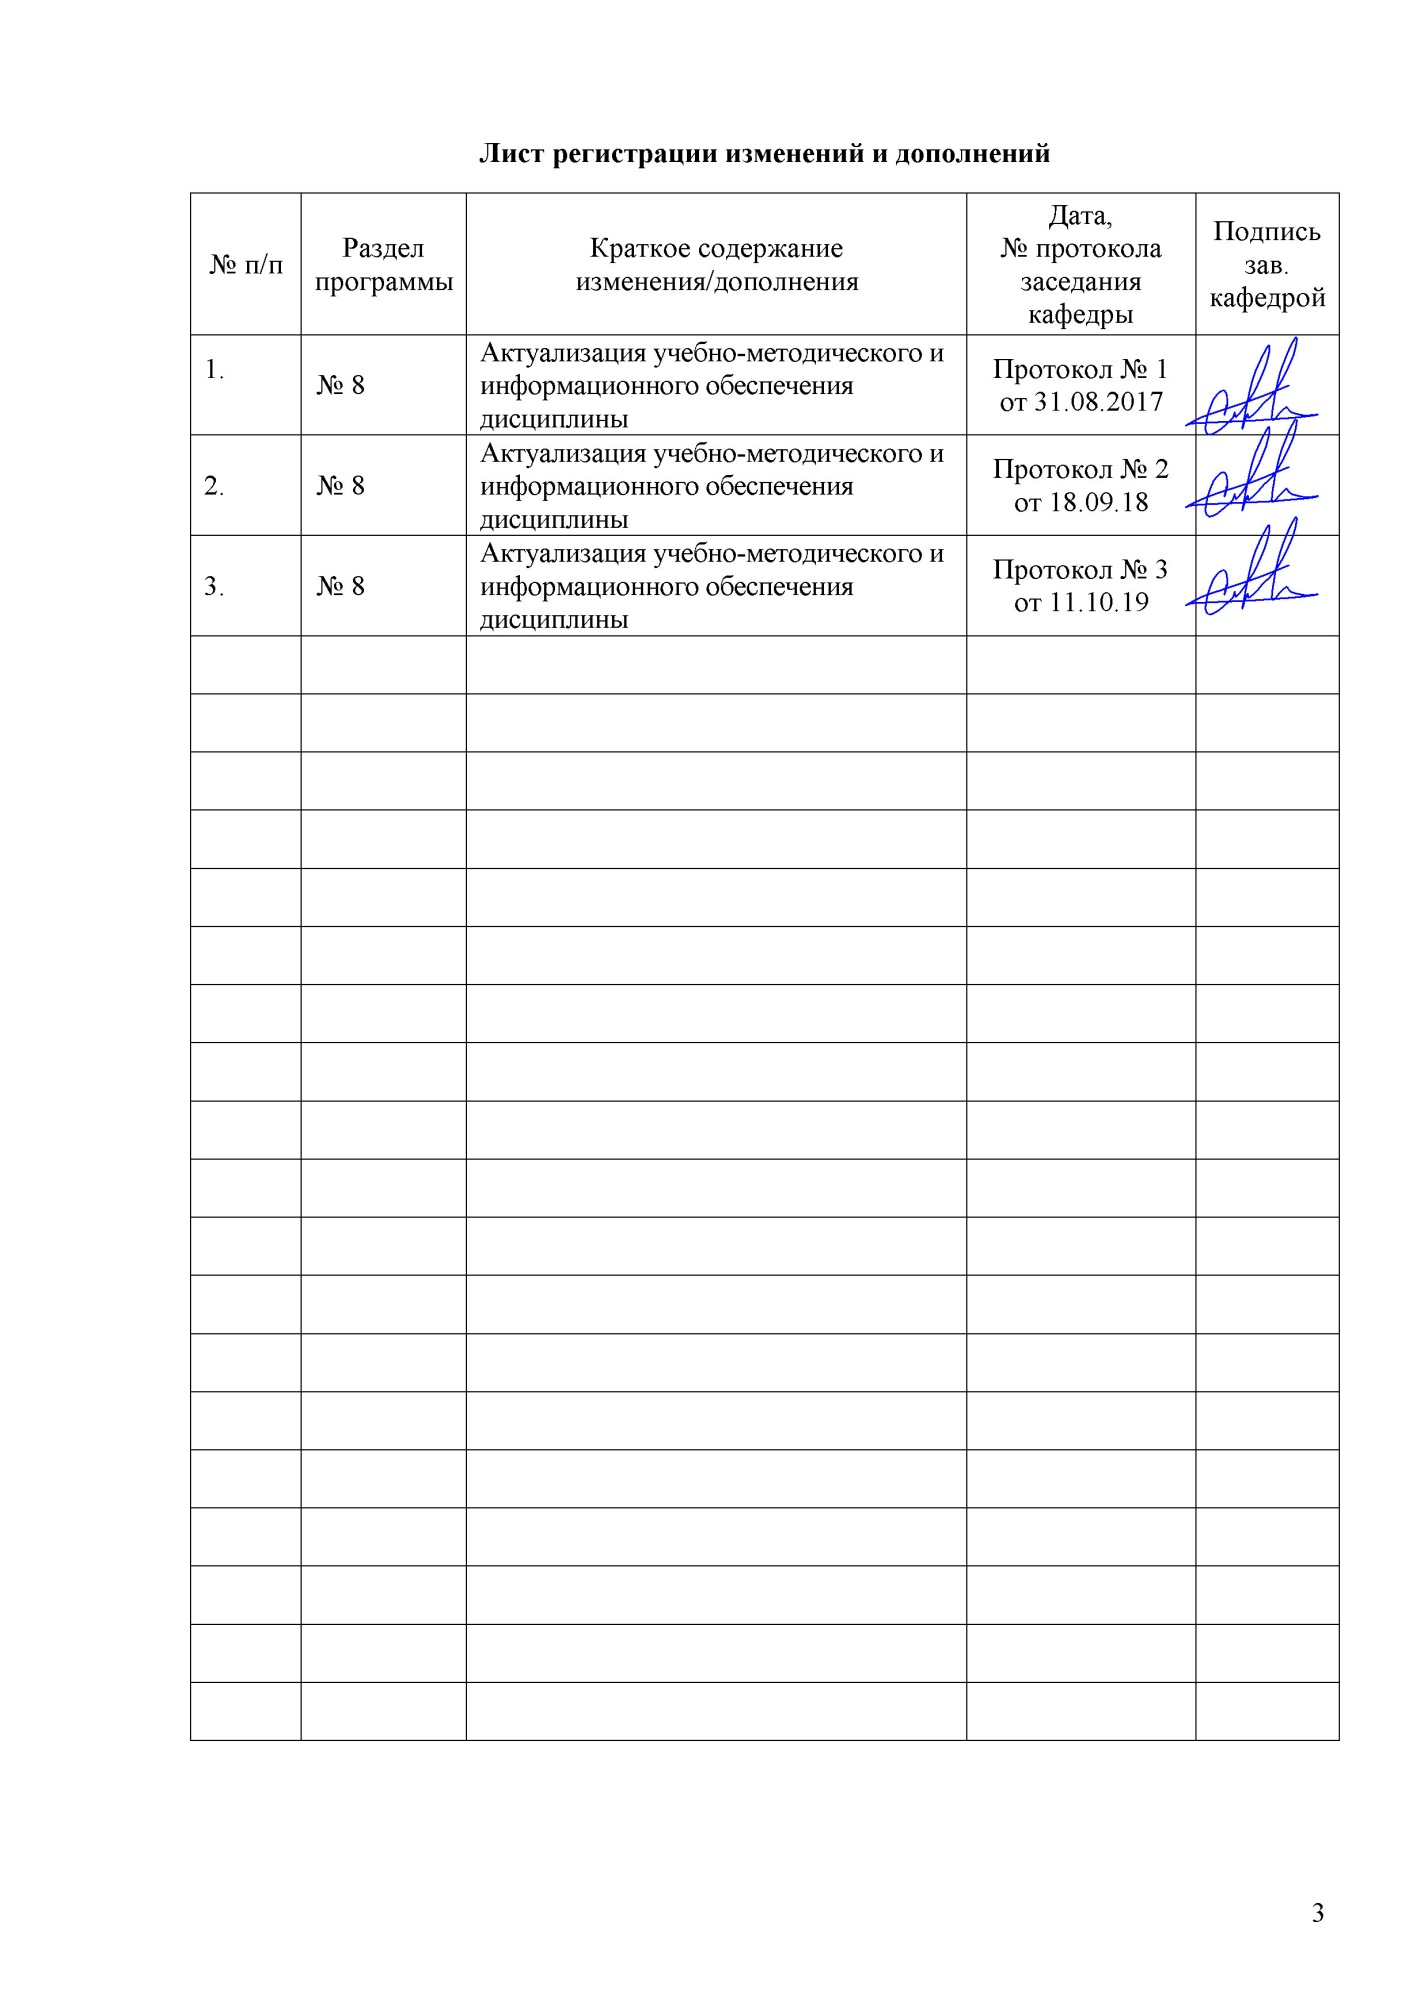 Лист регистрации изменений и дополнений
№ п/п
Раздел
программы
Краткое содержание
изменения/дополнения
Дата,
№ протокола
заседания
кафедры
Подпись
зав.
кафедрой
1.
№ 8
Актуализация учебно-методического и
информационного обеспечения
дисциплины
Протокол № 1
от 31.08.2017
2.
№ 8
Актуализация учебно-методического и
информационного обеспечения
дисциплины
Протокол № 2
от 18.09.18
3.
№ 8
Актуализация учебно-методического и
информационного обеспечения
дисциплины
Протокол № 3
от 11.10.19
3